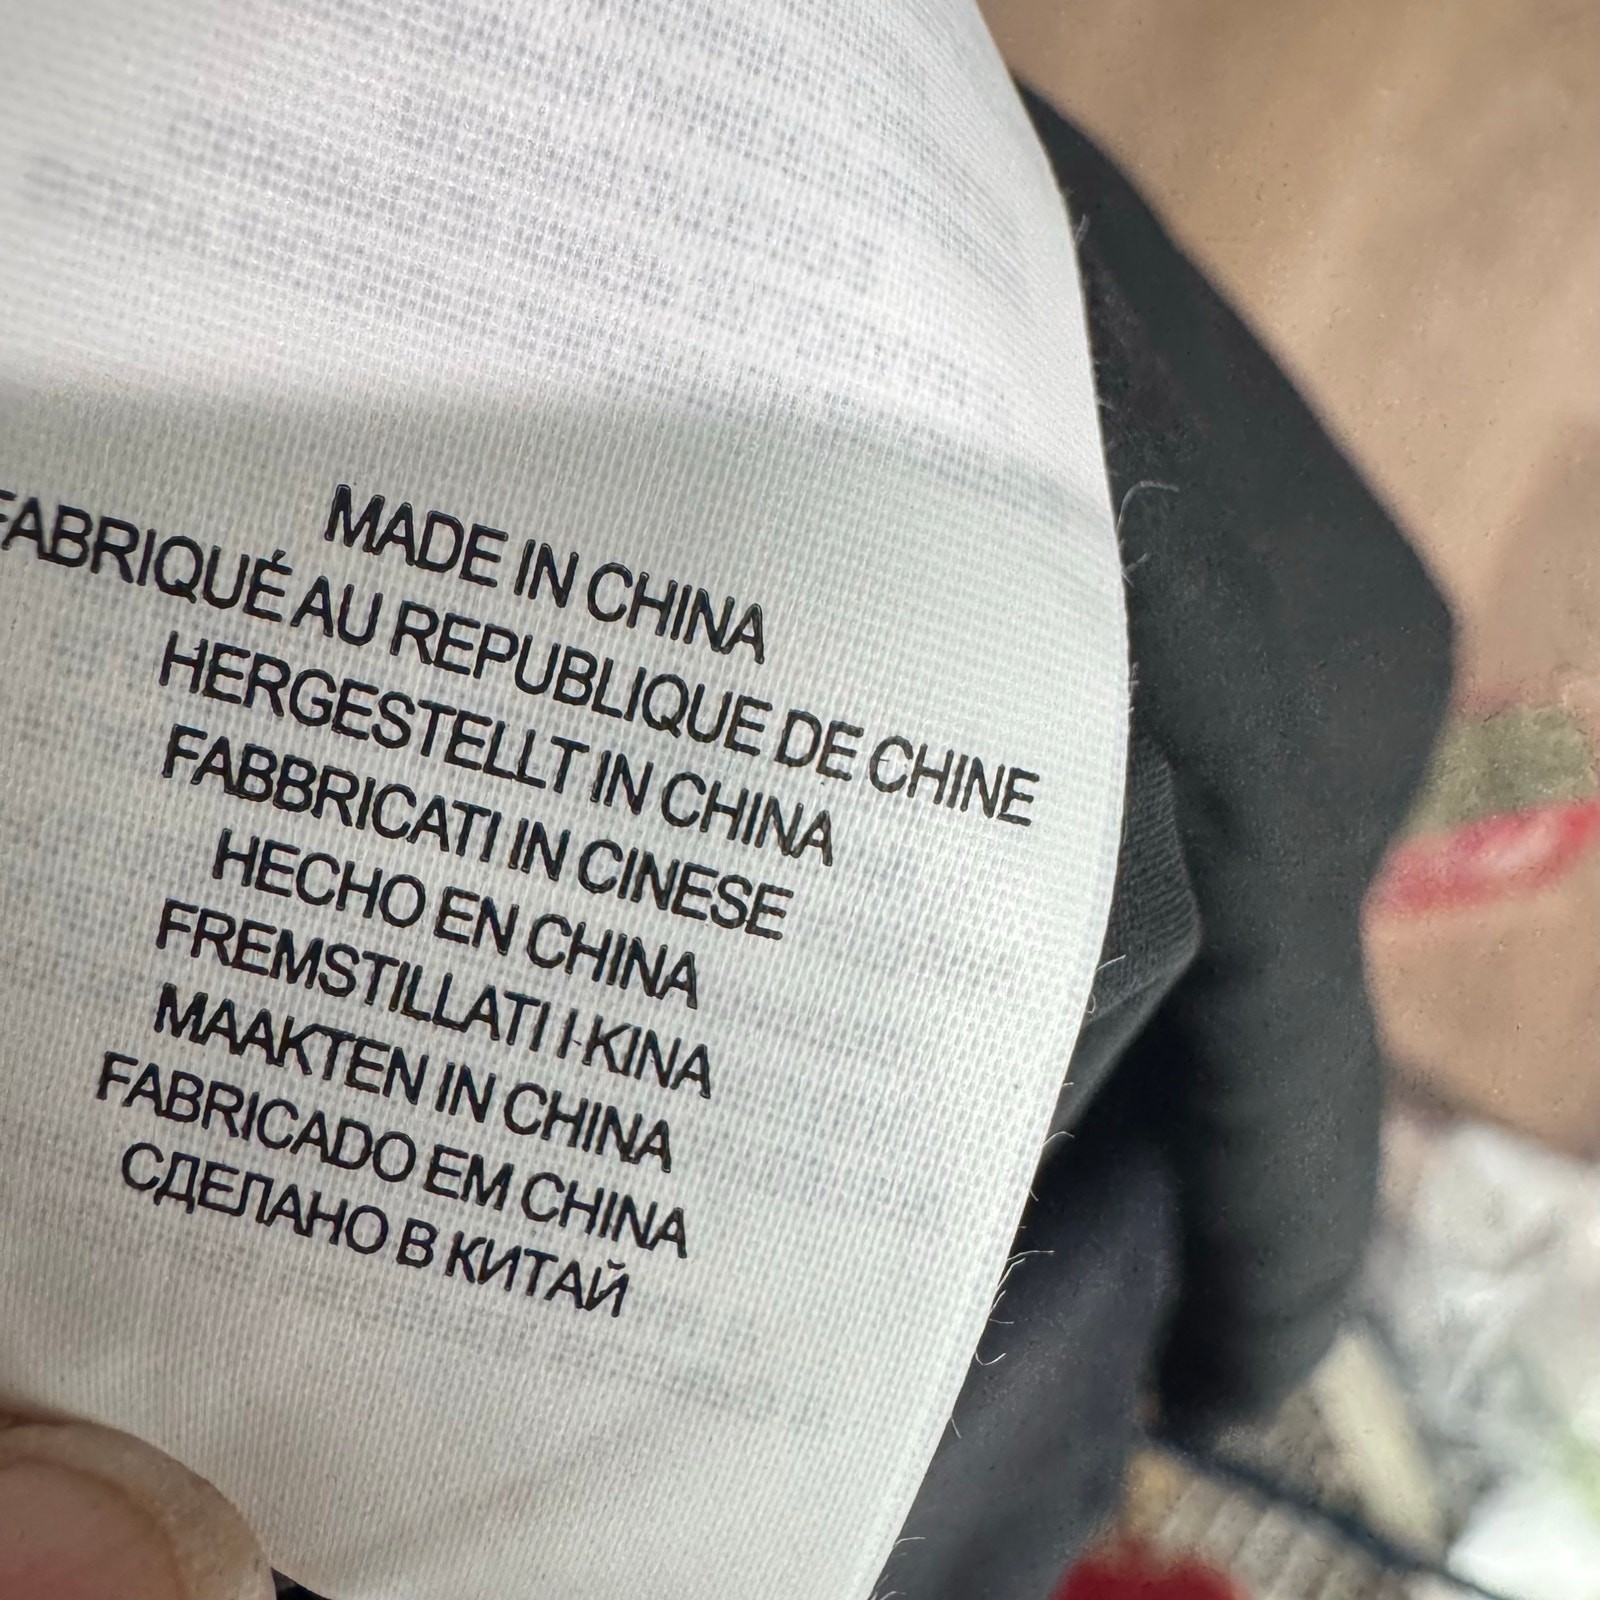 MADE IN CHINA
FABRIQUÉ AU REPUBLIQUE DE CHINE
HERGESTELLT IN CHINA
FABBRICATI IN CINESE
HECHO EN CHINA
FREMSTILLATI I-KINA
MAAKTEN IN CHINA
FABRICADO EM CHINA
СДЕЛАНО В КИТАЙ